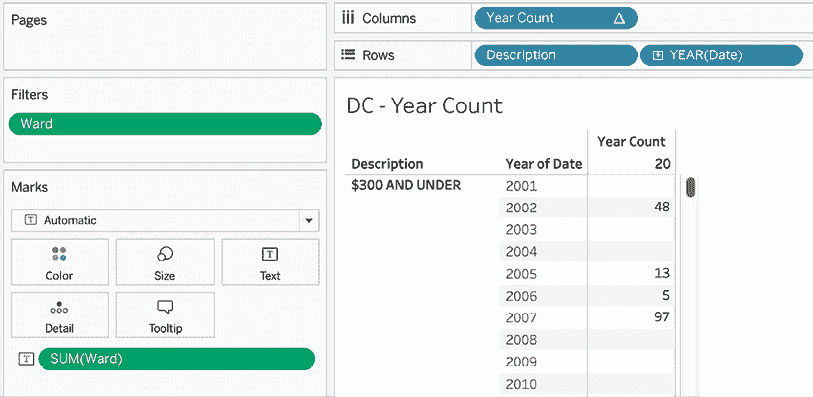 Pages
Columns Year Count
Rows Description YEAR(Date)
Filters
Ward
DC - Year Count
Year Count
Description Year of Date 20
$300 AND UNDER 2001
2002 48
2003
2004
2005 13
2006 5
2007 97
2008
2009
2010
Marks
T Automatic
Color Size T Text
Detail Tooltip
T SUM(Ward)